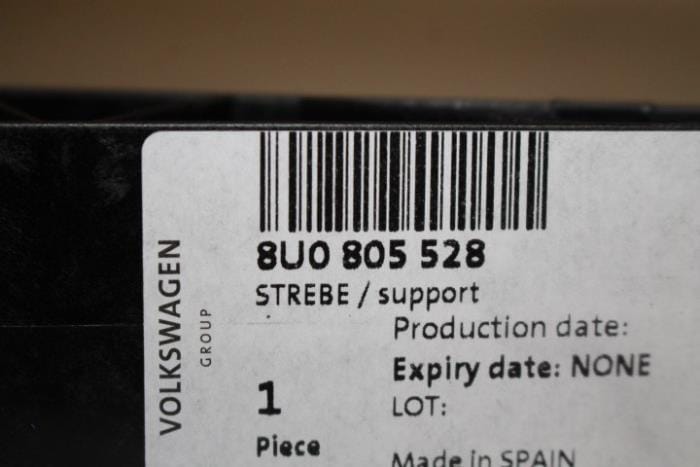 8U0 805 528
STREBE / support
Production date:
Expiry date: NONE
LOT:
1
Piece
Made in SPAIN
VOLKSWAGEN
GROUP